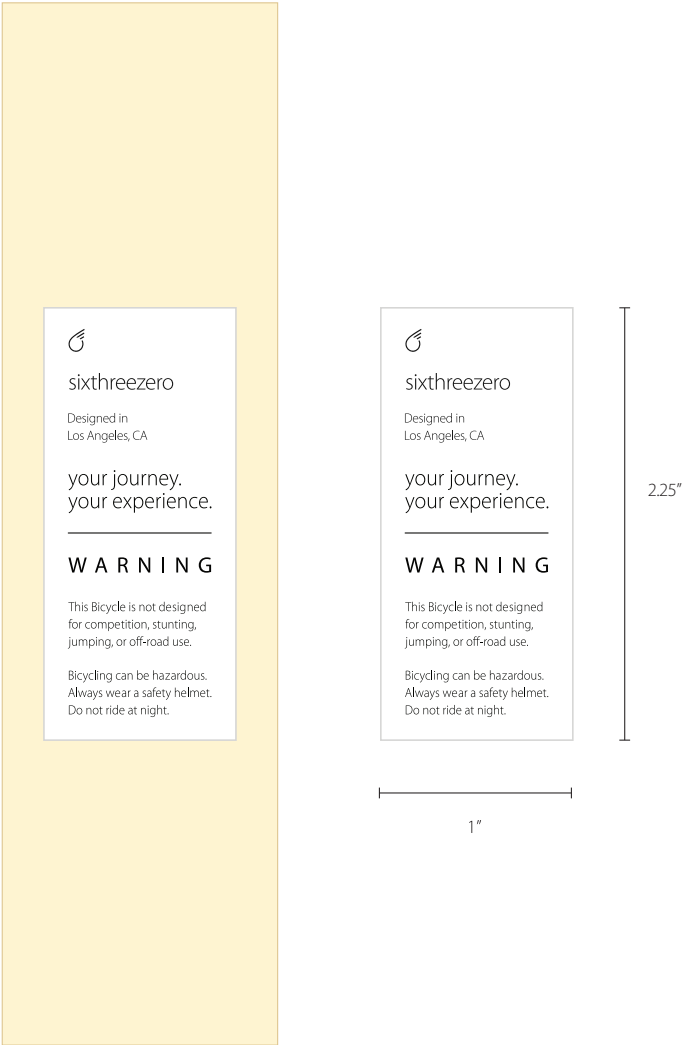 sixthreezero
Designed in
Los Angeles, CA
your journey.
your experience.
WARNING
This Bicycle is not designed
for competition, stunting,
jumping, or off-road use.
Bicycling can be hazardous.
Always wear a safety helmet.
Do not ride at night.
sixthreezero
Designed in
Los Angeles, CA
your journey.
your experience.
WARNING
This Bicycle is not designed
for competition, stunting,
jumping, or off-road use.
Bicycling can be hazardous.
Always wear a safety helmet.
Do not ride at night.
2.25"
1"